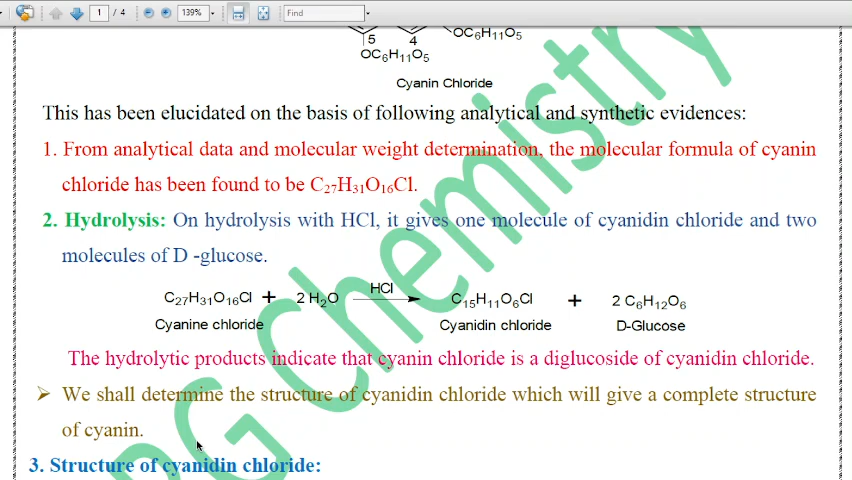 1 / 4 139% Find
5 4 OC6H11O5
OC6H11O5
Cyanin Chloride
This has been elucidated on the basis of following analytical and synthetic evidences:
1. From analytical data and molecular weight determination, the molecular formula of cyanin
chloride has been found to be C27H31O16Cl.
2. Hydrolysis: On hydrolysis with HCl, it gives one molecule of cyanidin chloride and two
molecules of D -glucose.
C27H31O16Cl + 2 H2O HCl C15H11O6Cl + 2 C6H12O6
Cyanine chloride Cyanidin chloride D-Glucose
The hydrolytic products indicate that cyanin chloride is a diglucoside of cyanidin chloride.
➢ We shall determine the structure of cyanidin chloride which will give a complete structure
of cyanin.
3. Structure of cyanidin chloride:
PG Chemistry